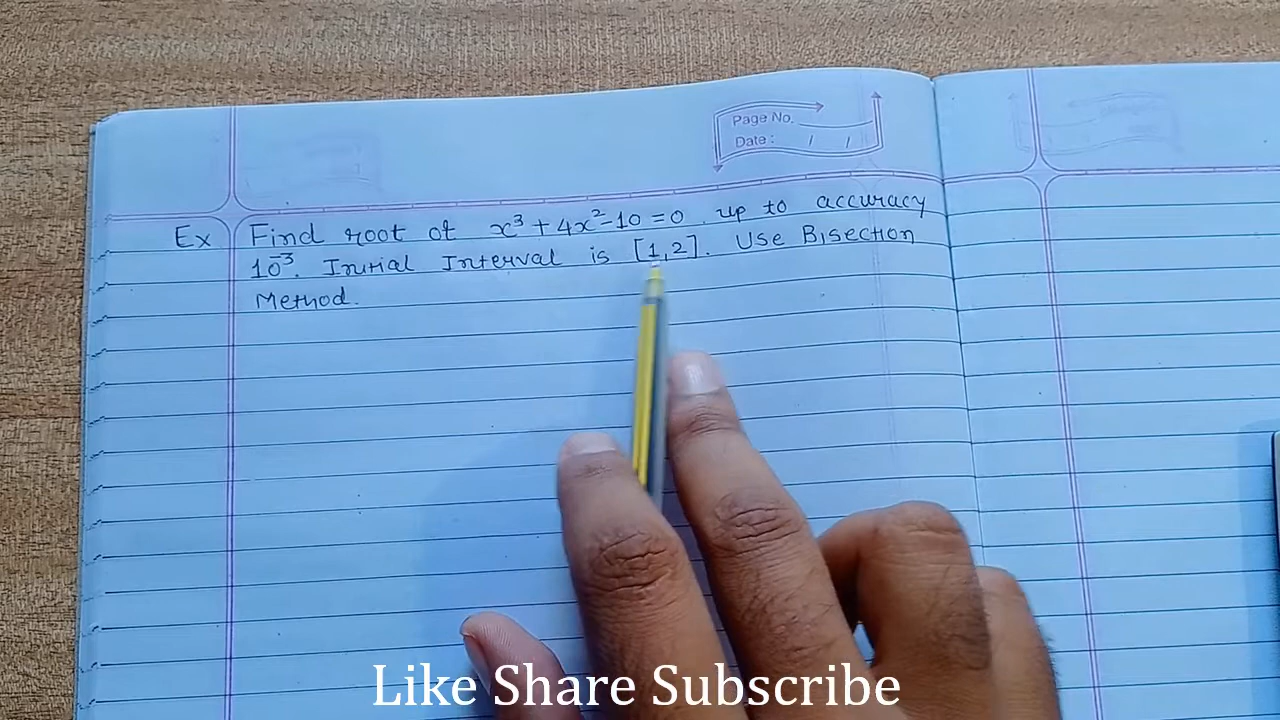 Page No.
Date : / /
Ex Find root of x³ + 4x² - 10 = 0 up to accuracy
10⁻³. Initial Interval is [1,2]. Use Bisection
Method.
Like Share Subscribe